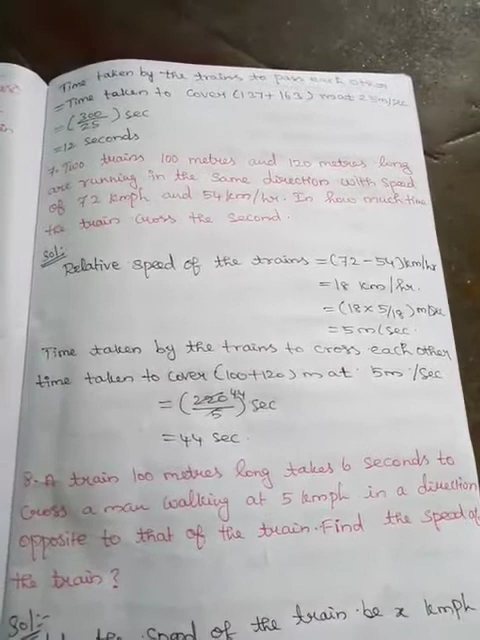 Time taken by the trains to pass each other
= Time taken to cover (137+163) m at 25m/sec
= (300/25) sec
= 12 seconds
7. Two trains 100 metres and 120 metres long
are running in the same direction with speed
of 72 kmph and 54km/hr. In how much time
the train cross the second.
Sol:
Relative speed of the trains = (72-54)km/hr
= 18 km/hr.
= (18 x 5/18) m/sec
= 5m/sec.
Time taken by the trains to cross each other
time taken to cover (100+120) m at 5m/sec
= (220/5 44) sec
= 44 sec.
8. A train 100 metres long takes 6 seconds to
cross a man walking at 5 kmph in a direction
opposite to that of the train. Find the speed of
the train?
Sol:-
the speed of the train be x kmph